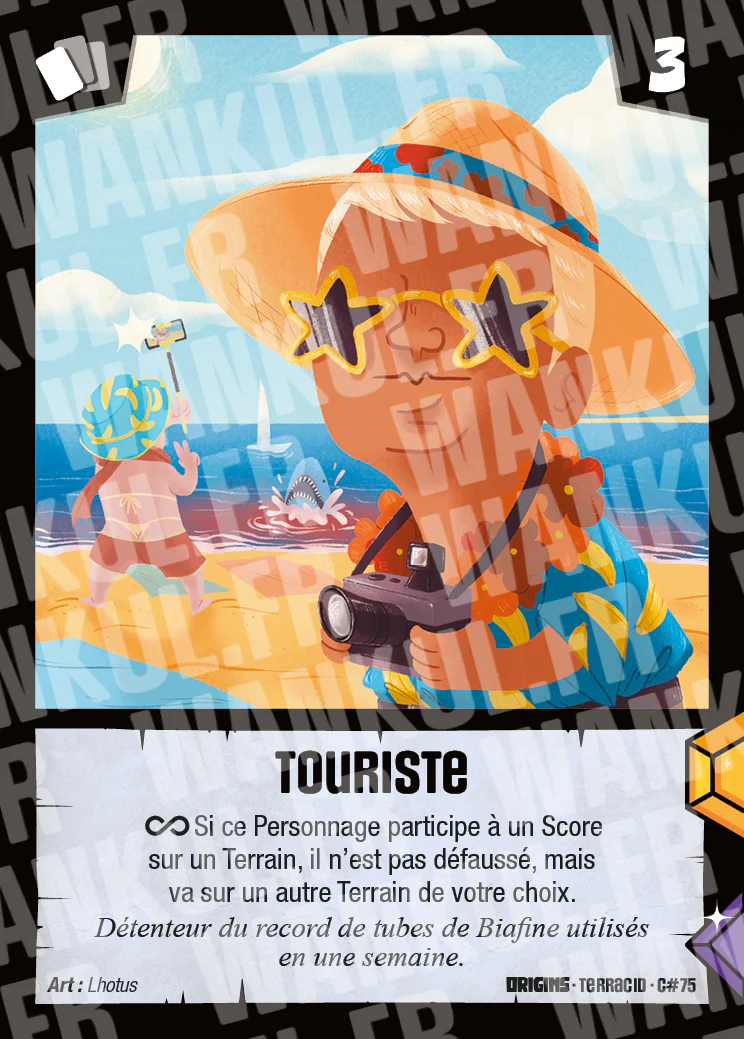 3
TOURISTE
∞ Si ce Personnage participe à un Score
sur un Terrain, il n’est pas défaussé, mais
va sur un autre Terrain de votre choix.
Détenteur du record de tubes de Biafine utilisés
en une semaine.
Art : Lhotus
ORIGINS · TERRACID · C#75
WANKUL.FR